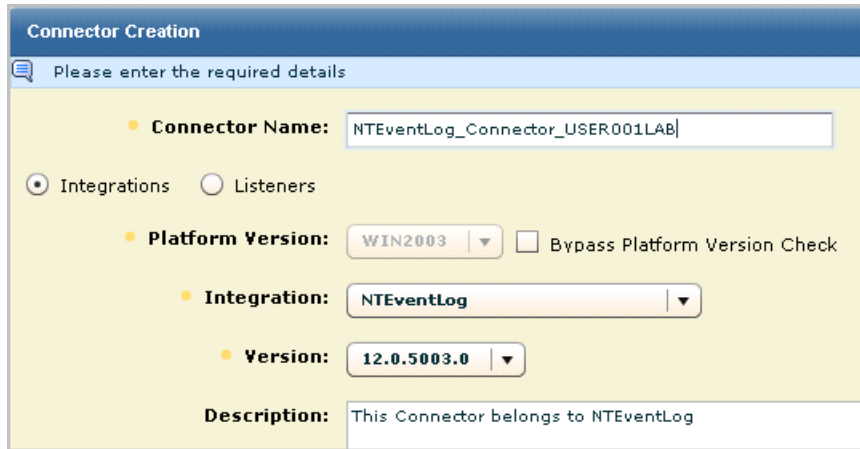 Connector Creation
Please enter the required details
Connector Name: NTEventLog_Connector_USER001LAB
Integrations Listeners
Platform Version: WIN2003 Bypass Platform Version Check
Integration: NTEventLog
Version: 12.0.5003.0
Description: This Connector belongs to NTEventLog